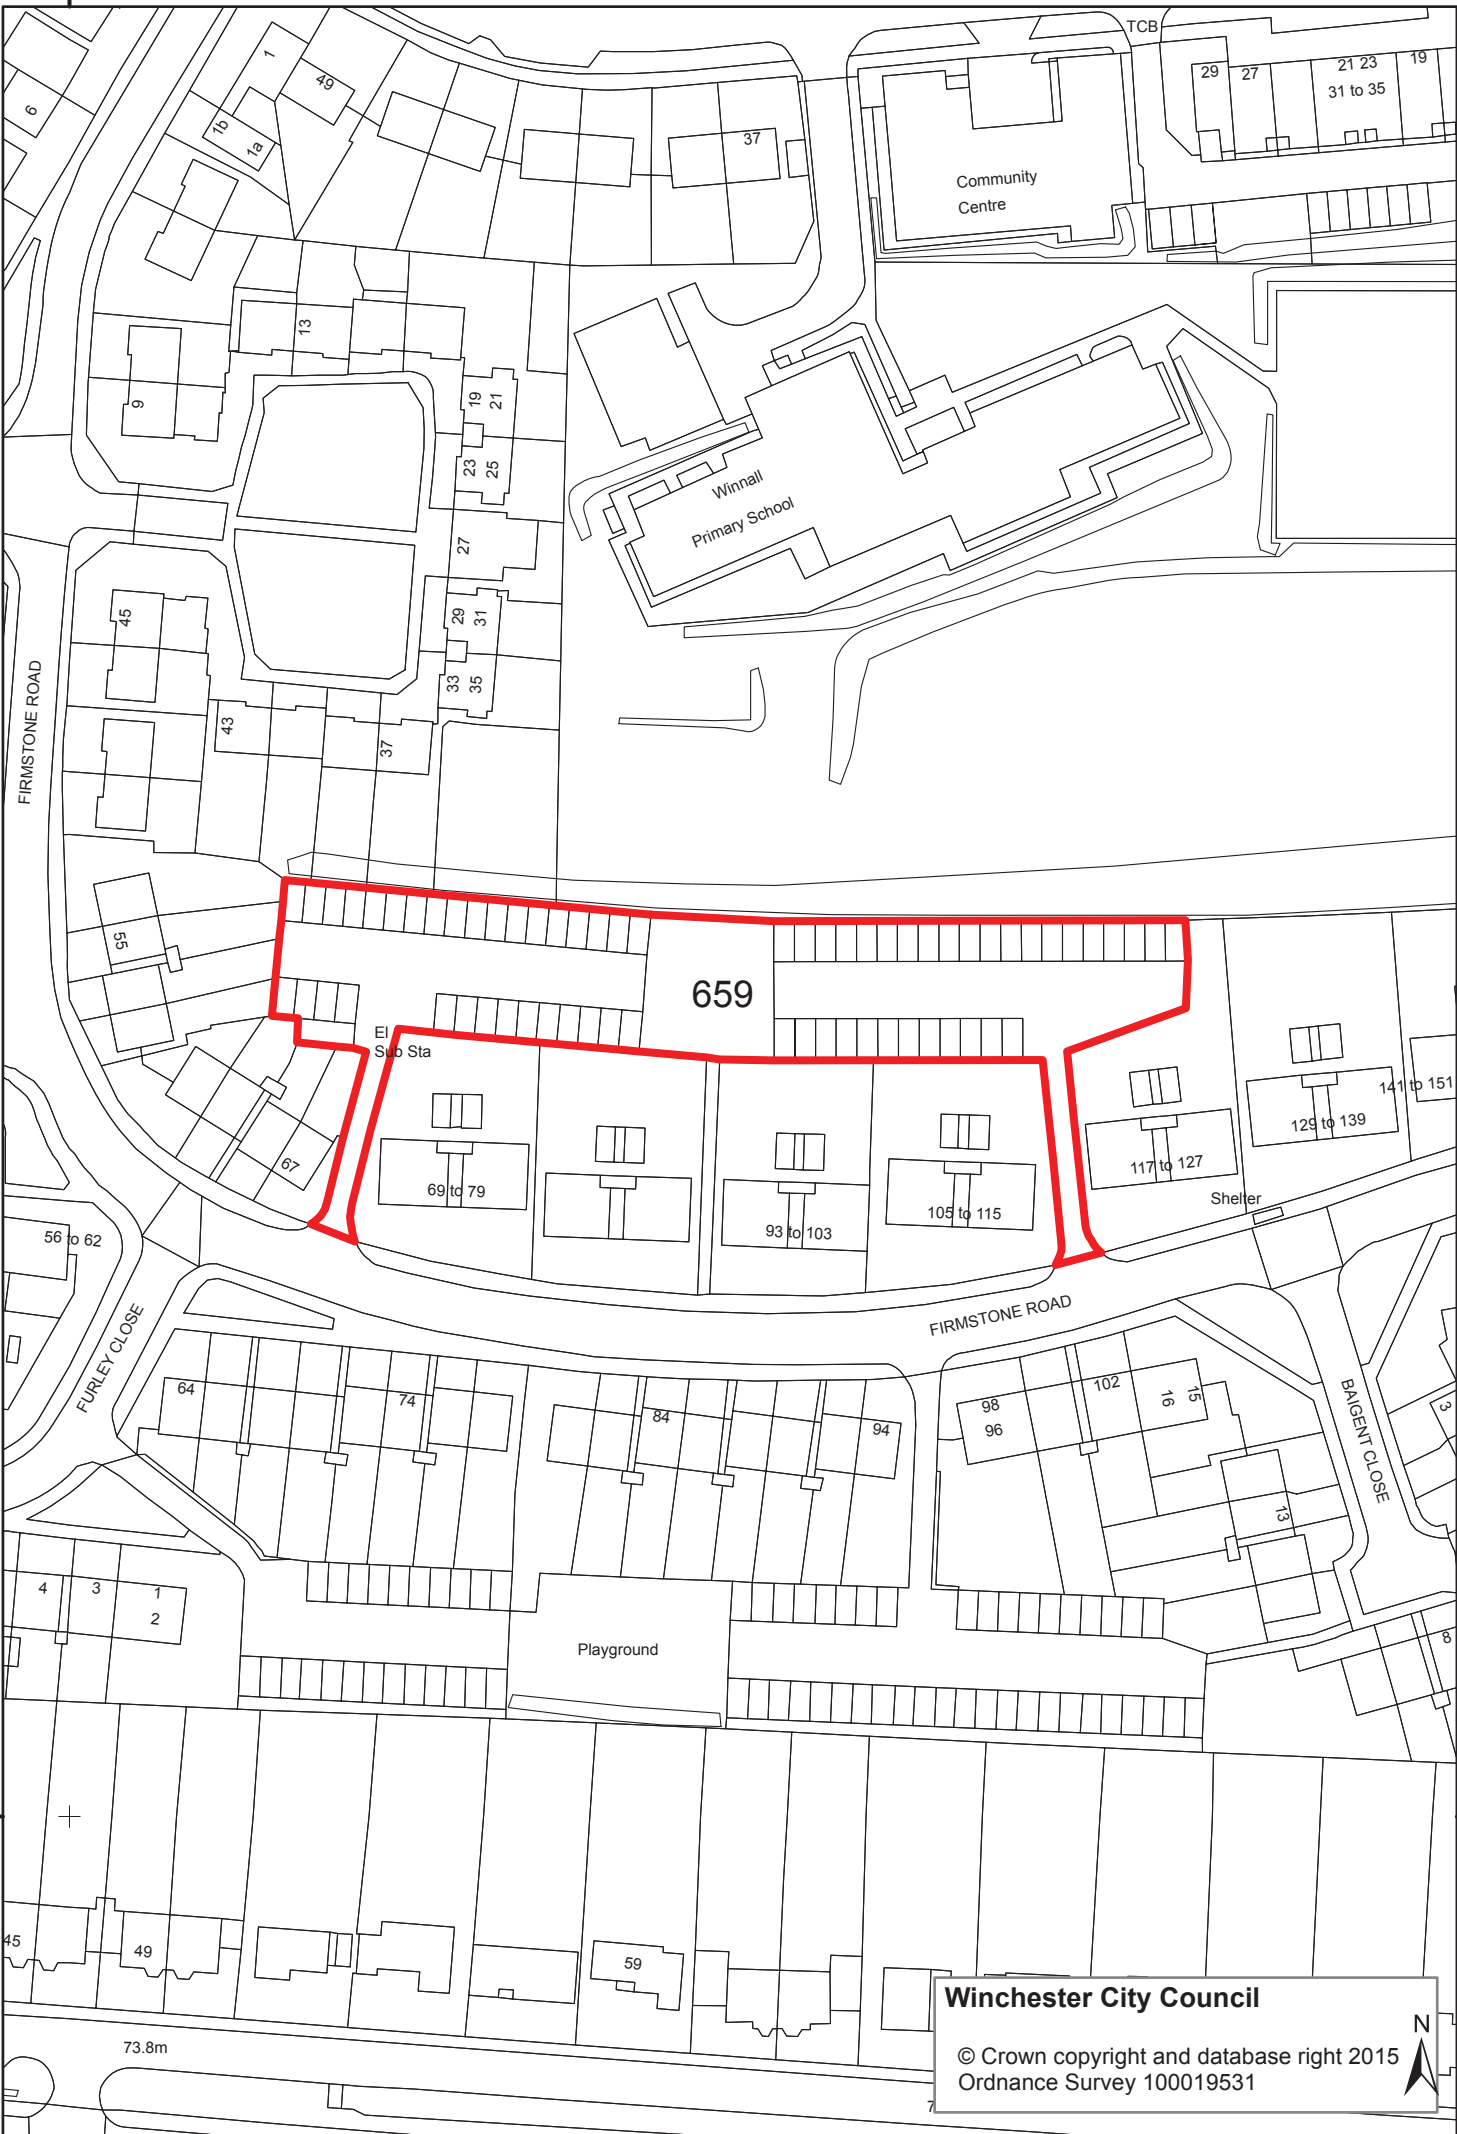 TCB
1
49
6
1b
1a
37
29
27
21 23
31 to 35
19
Community
Centre
13
9
19
21
23
25
Winnall
Primary School
27
45
29
31
33
35
43
37
FIRMSTONE ROAD
55
659
El
Sub Sta
67
69 to 79
93 to 103
105 to 115
117 to 127
129 to 139
141 to 151
Shelter
56 to 62
FURLEY CLOSE
FIRMSTONE ROAD
64
74
84
94
98
96
102
16
15
BAIGENT CLOSE
3
13
4
3
1
2
Playground
8
45
49
59
73.8m
7
Winchester City Council
N
© Crown copyright and database right 2015
Ordnance Survey 100019531